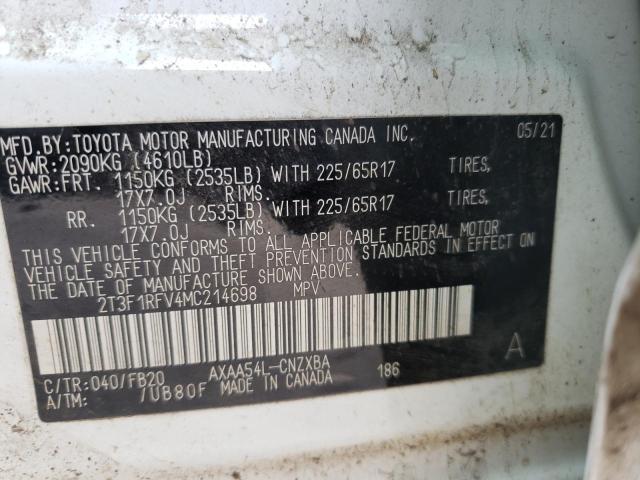 MFD.BY:TOYOTA MOTOR MANUFACTURING CANADA INC. 05/21
GVWR:2090KG (4610LB)
GAWR:FRT. 1150KG (2535LB) WITH 225/65R17 TIRES,
17X7.0J RIMS.
RR. 1150KG (2535LB) WITH 225/65R17 TIRES,
17X7.0J RIMS.
THIS VEHICLE CONFORMS TO ALL APPLICABLE FEDERAL MOTOR
VEHICLE SAFETY AND THEFT PREVENTION STANDARDS IN EFFECT ON
THE DATE OF MANUFACTURE SHOWN ABOVE.
2T3F1RFV4MC214698 MPV
A
C/TR:040/FB20 AXAA54L-CNZXBA 186
A/TM: /UB80F MADE IN CANADA